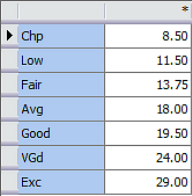 *
Chp 8.50
Low 11.50
Fair 13.75
Avg 18.00
Good 19.50
VGd 24.00
Exc 29.00